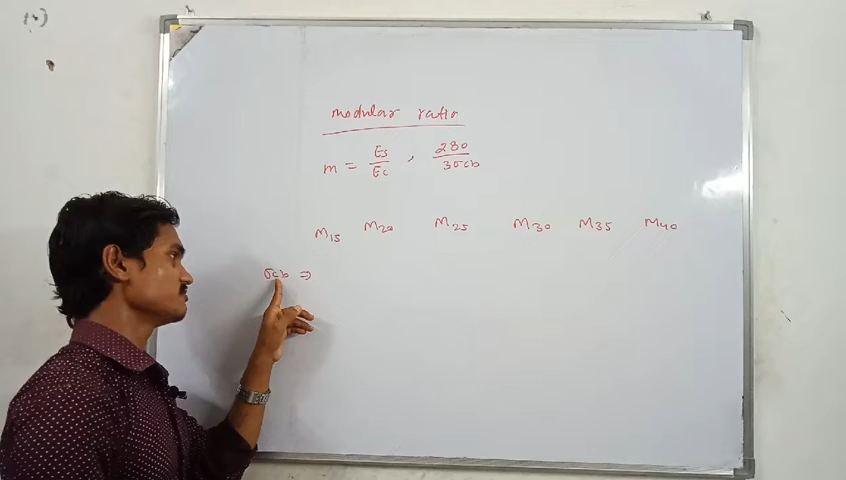 modular ratio
m = Es/Ec , 280/3σcb
M15 M20 M25 M30 M35 M40
σcb ⇒